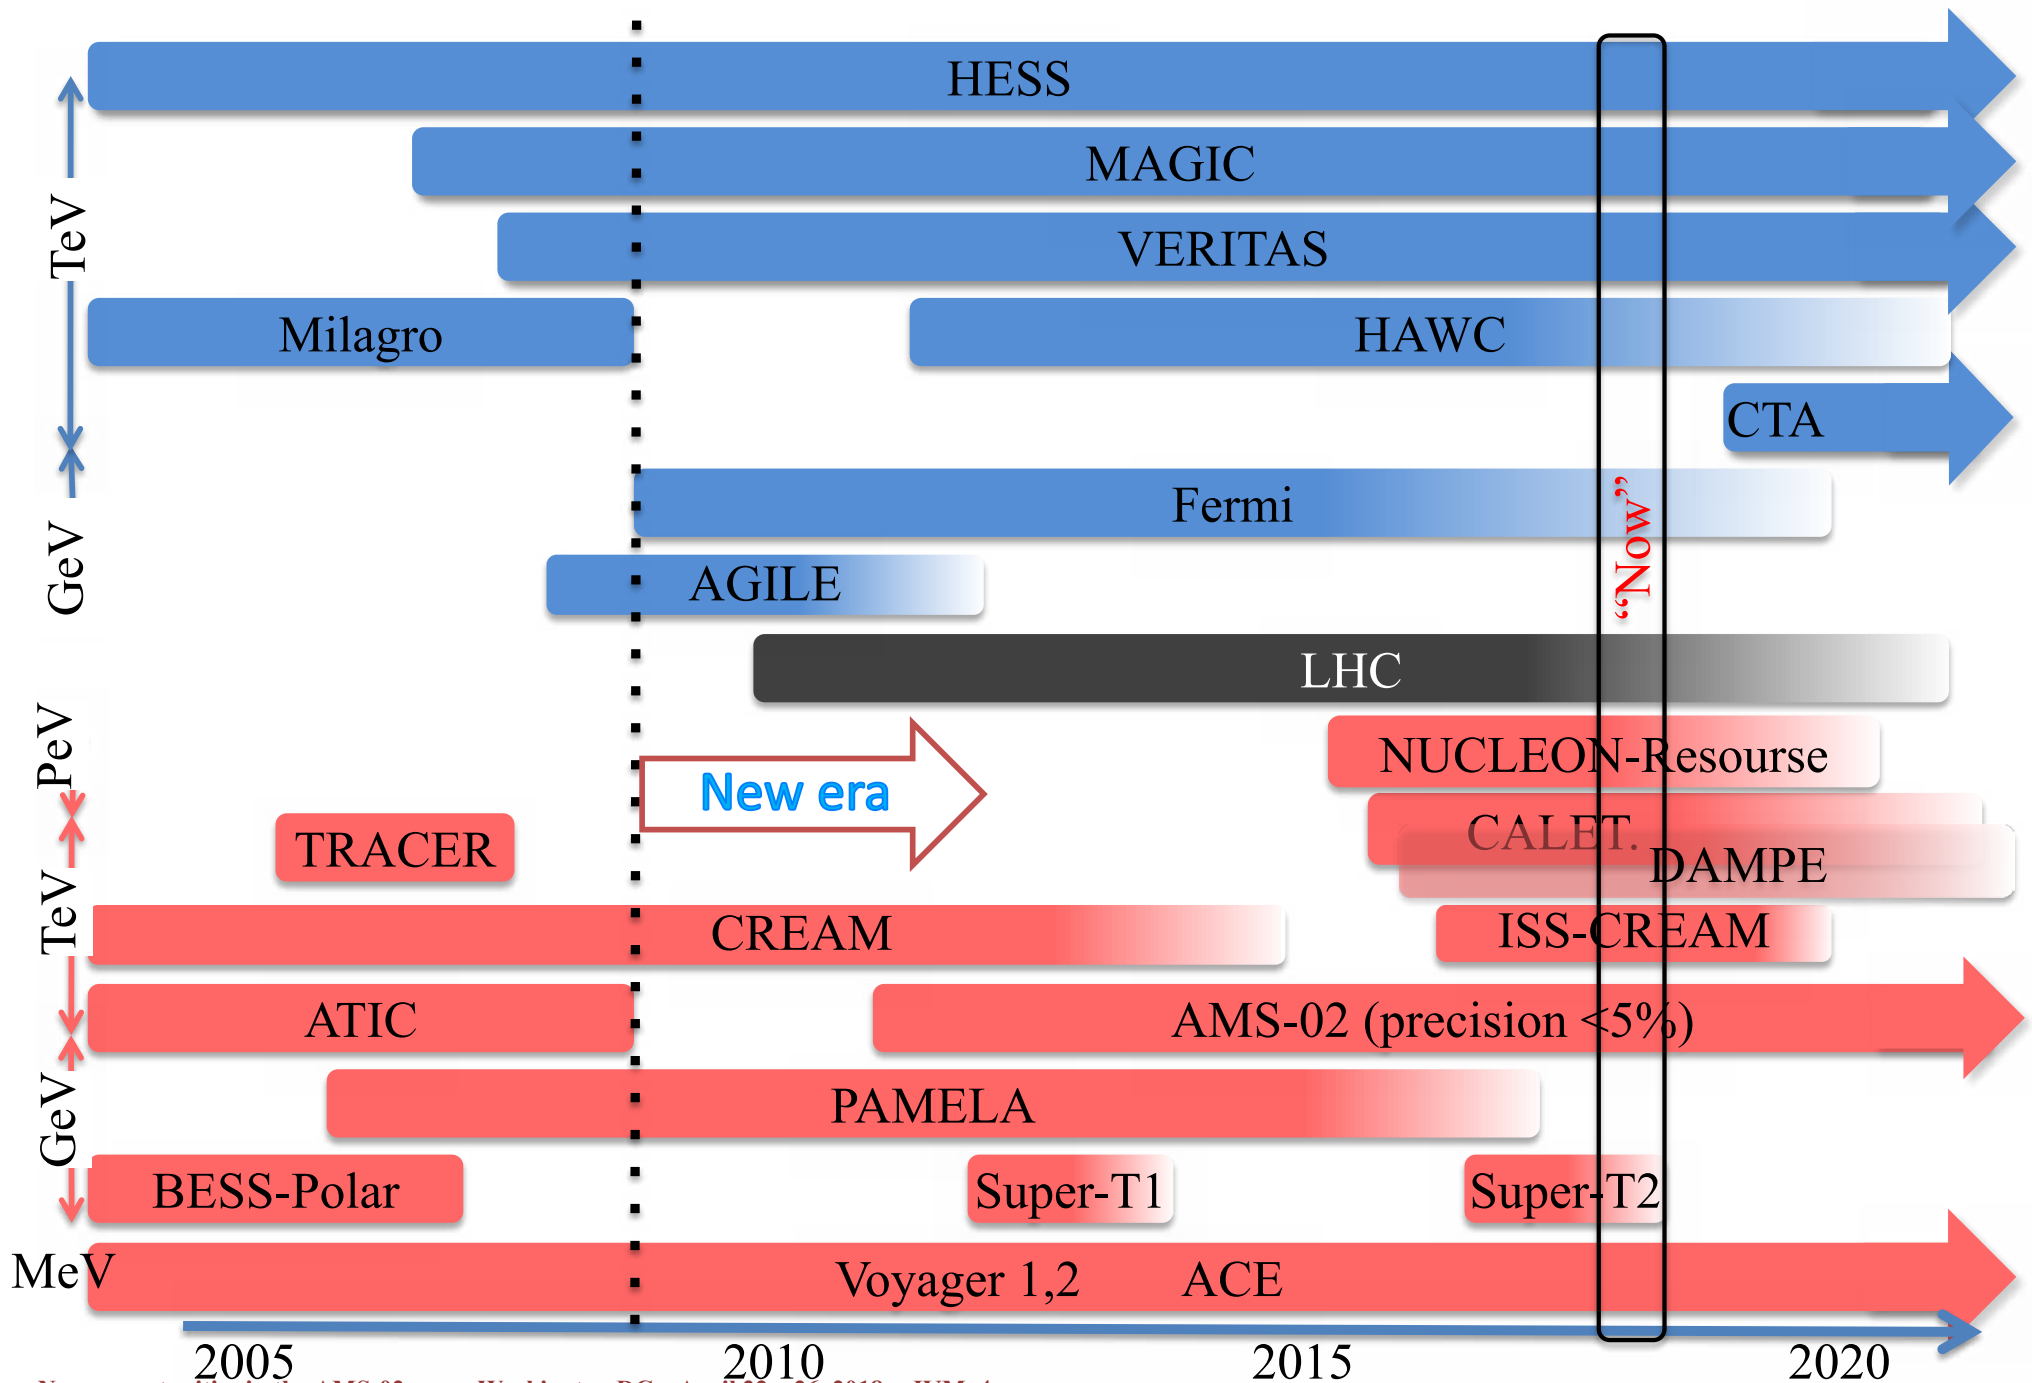 HESS
MAGIC
VERITAS
TeV
Milagro
HAWC
CTA
Fermi
"Now"
GeV
AGILE
LHC
PeV
NUCLEON-Resourse
New era
CALET.
TRACER
DAMPE
TeV
CREAM
ISS-CREAM
ATIC
AMS-02 (precision <5%)
GeV
PAMELA
BESS-Polar
Super-T1
Super-T2
MeV
Voyager 1,2 ACE
2005 2010 2015 2020